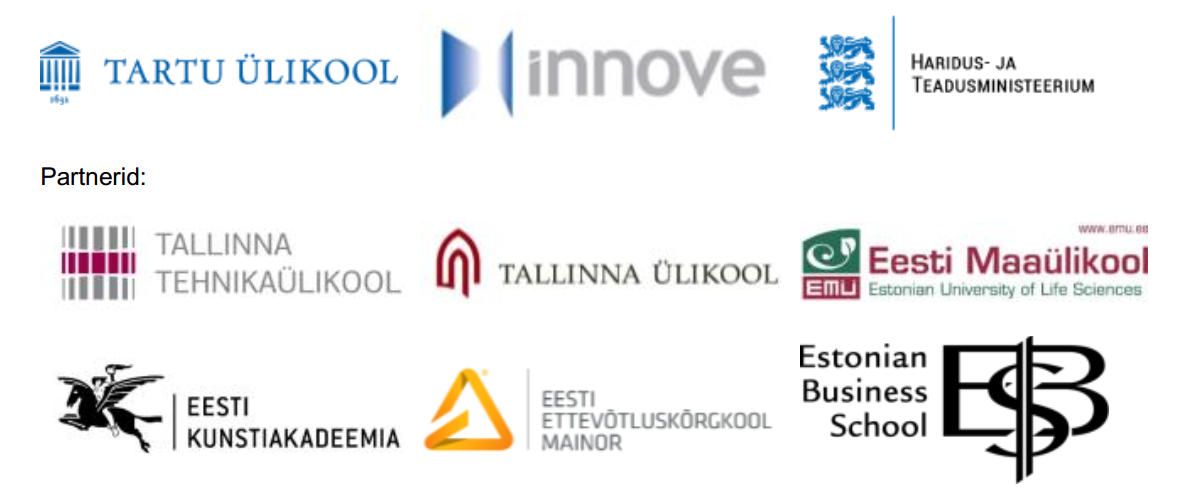 TARTU ÜLIKOOL
1632
innove
HARIDUS- JA
TEADUSMINISTEERIUM
Partnerid:
TALLINNA
TEHNIKAÜLIKOOL
TALLINNA ÜLIKOOL
www.emu.ee
EMU
Eesti Maaülikool
Estonian University of Life Sciences
EESTI
KUNSTIAKADEEMIA
EESTI
ETTEVÕTLUSKÕRGKOOL
MAINOR
Estonian
Business
School
EBS